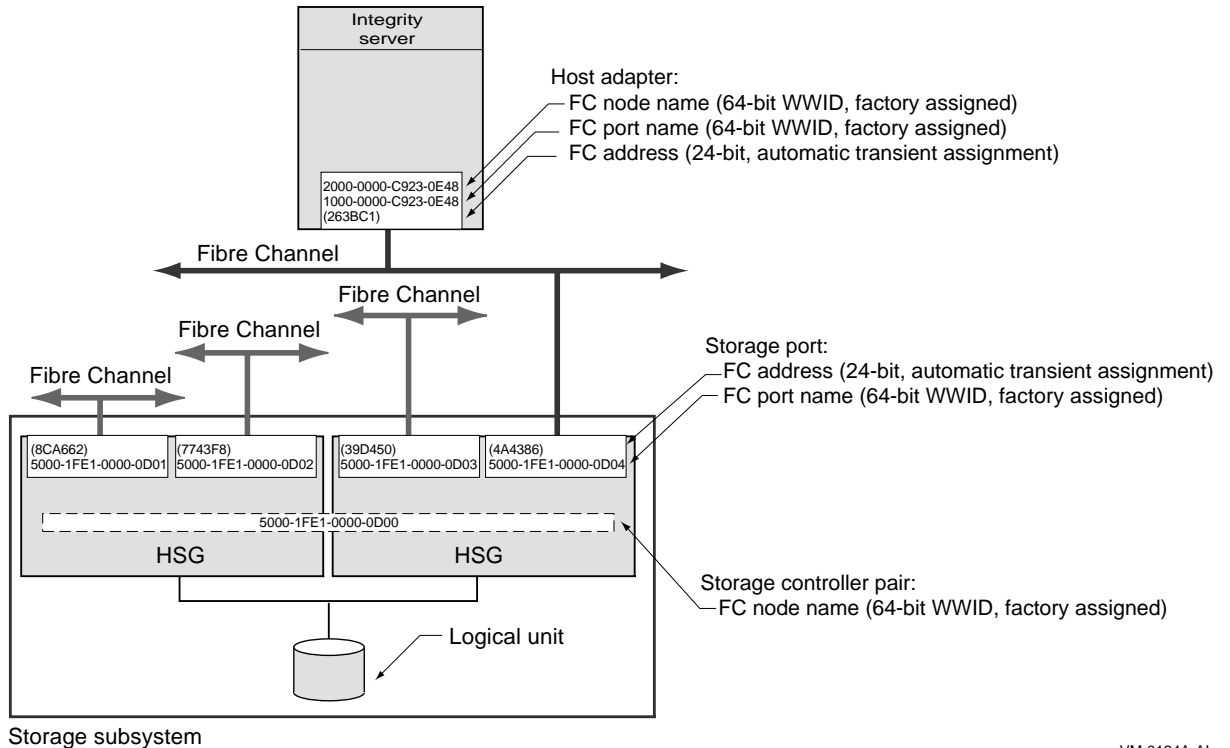 Integrity
server
Host adapter:
FC node name (64-bit WWID, factory assigned)
FC port name (64-bit WWID, factory assigned)
FC address (24-bit, automatic transient assignment)
2000-0000-C923-0E48
1000-0000-C923-0E48
(263BC1)
Fibre Channel
Fibre Channel
Fibre Channel
Fibre Channel
Storage port:
FC address (24-bit, automatic transient assignment)
FC port name (64-bit WWID, factory assigned)
(8CA662)
5000-1FE1-0000-0D01
(7743F8)
5000-1FE1-0000-0D02
(39D450)
5000-1FE1-0000-0D03
(4A4386)
5000-1FE1-0000-0D04
5000-1FE1-0000-0D00
HSG
HSG
Storage controller pair:
FC node name (64-bit WWID, factory assigned)
Logical unit
Storage subsystem